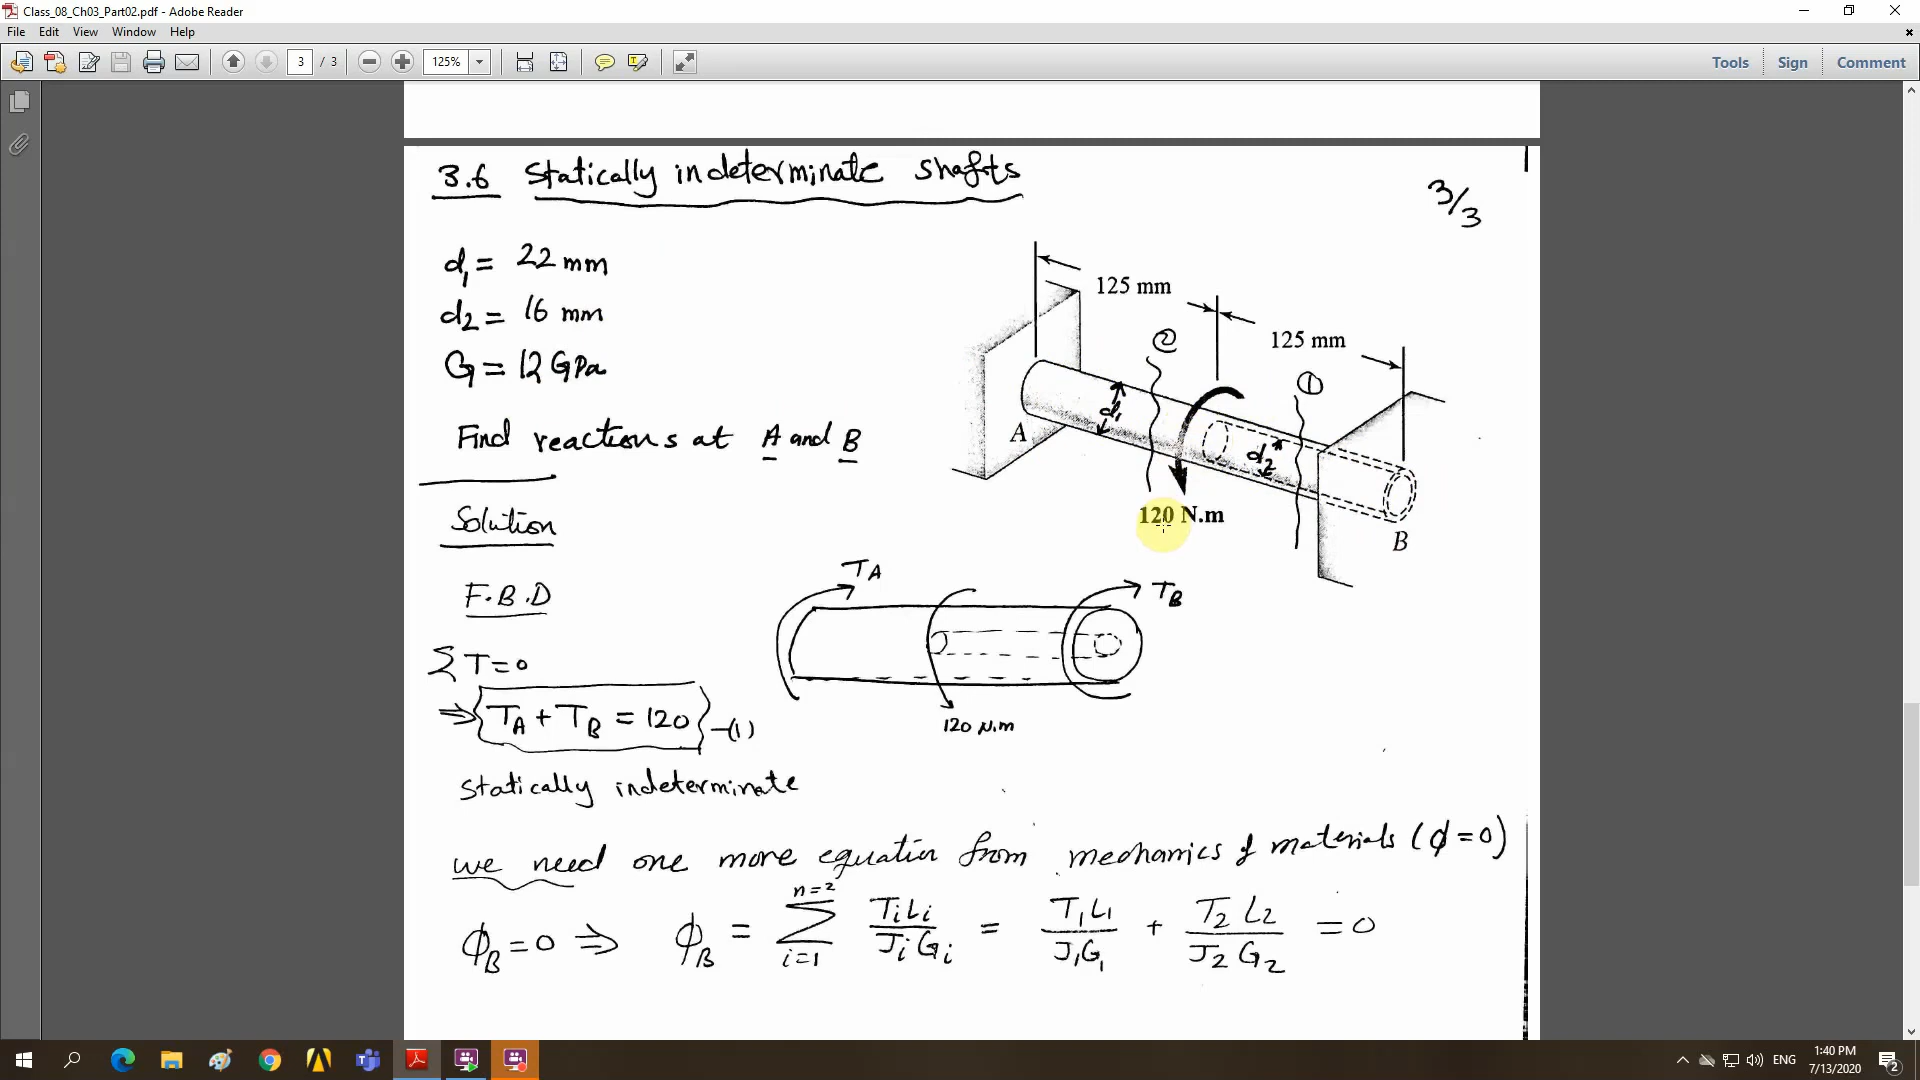 Class_08_Ch03_Part02.pdf - Adobe Reader
File Edit View Window Help
3 / 3 125% Tools Sign Comment
3.6 Statically indeterminate shafts
3/3
d1 = 22 mm
d2 = 16 mm
G = 12 GPa
Find reactions at A and B
125 mm
125 mm
②
①
d1
d2
A
B
120 N.m
Solution
F.B.D
TA
TB
120 N.m
ΣT=0
⇒ TA + TB = 120 —(1)
Statically indeterminate
we need one more equation from mechanics of materials (ϕ=0)
ϕB = 0 ⇒ ϕB = Σ n=2 i=1 TiLi / JiGi = T1L1 / J1G1 + T2L2 / J2G2 = 0
ENG
1:40 PM
7/13/2020
2